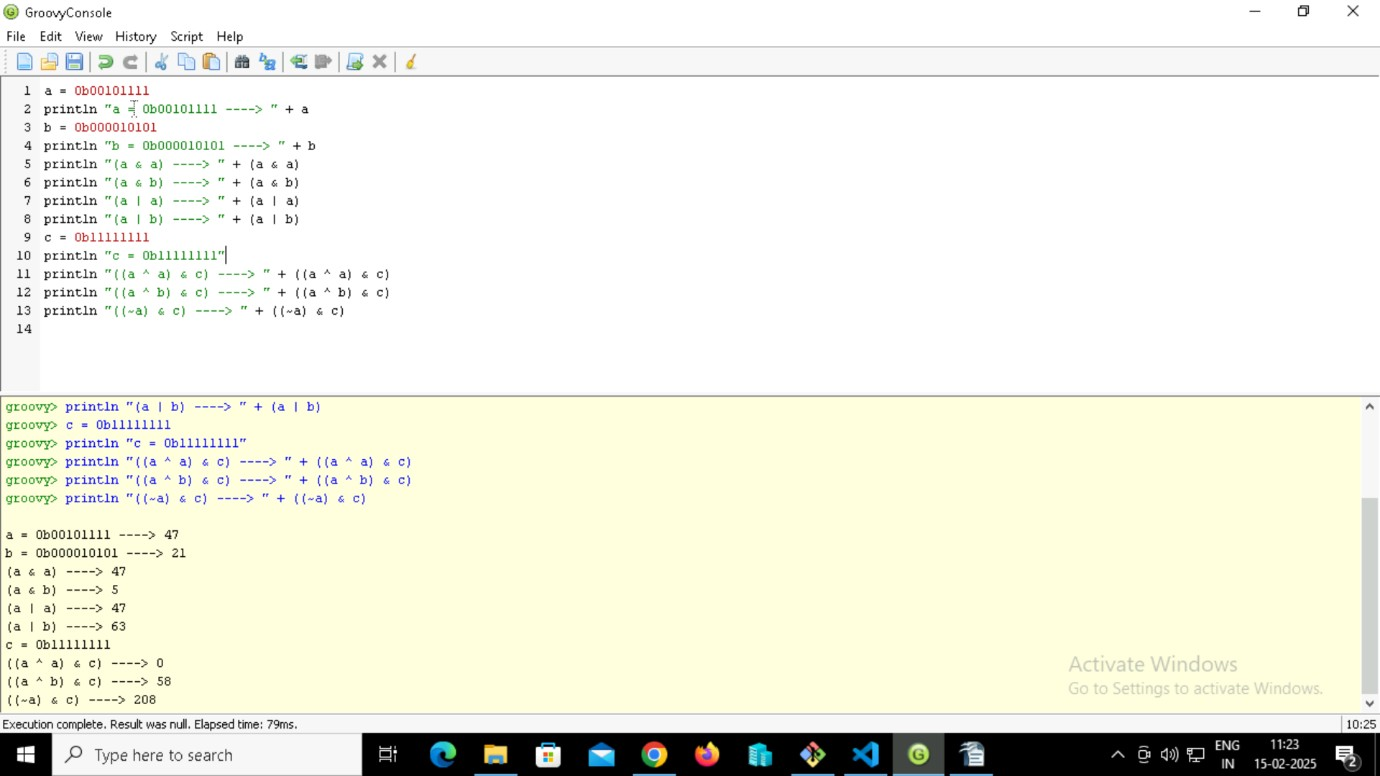 GroovyConsole
File Edit View History Script Help
1 a = 0b00101111
2 println "a = 0b00101111 ----> " + a
3 b = 0b000010101
4 println "b = 0b000010101 ----> " + b
5 println "(a & a) ----> " + (a & a)
6 println "(a & b) ----> " + (a & b)
7 println "(a | a) ----> " + (a | a)
8 println "(a | b) ----> " + (a | b)
9 c = 0b11111111
10 println "c = 0b11111111"
11 println "((a ^ a) & c) ----> " + ((a ^ a) & c)
12 println "((a ^ b) & c) ----> " + ((a ^ b) & c)
13 println "((~a) & c) ----> " + ((~a) & c)
14
groovy> println "(a | b) ----> " + (a | b)
groovy> c = 0b11111111
groovy> println "c = 0b11111111"
groovy> println "((a ^ a) & c) ----> " + ((a ^ a) & c)
groovy> println "((a ^ b) & c) ----> " + ((a ^ b) & c)
groovy> println "((~a) & c) ----> " + ((~a) & c)
a = 0b00101111 ----> 47
b = 0b000010101 ----> 21
(a & a) ----> 47
(a & b) ----> 5
(a | a) ----> 47
(a | b) ----> 63
c = 0b11111111
((a ^ a) & c) ----> 0
((a ^ b) & c) ----> 58
((~a) & c) ----> 208
Activate Windows
Go to Settings to activate Windows.
Execution complete. Result was null. Elapsed time: 79ms. 10:25
Type here to search
ENG 11:23
IN 15-02-2025 2